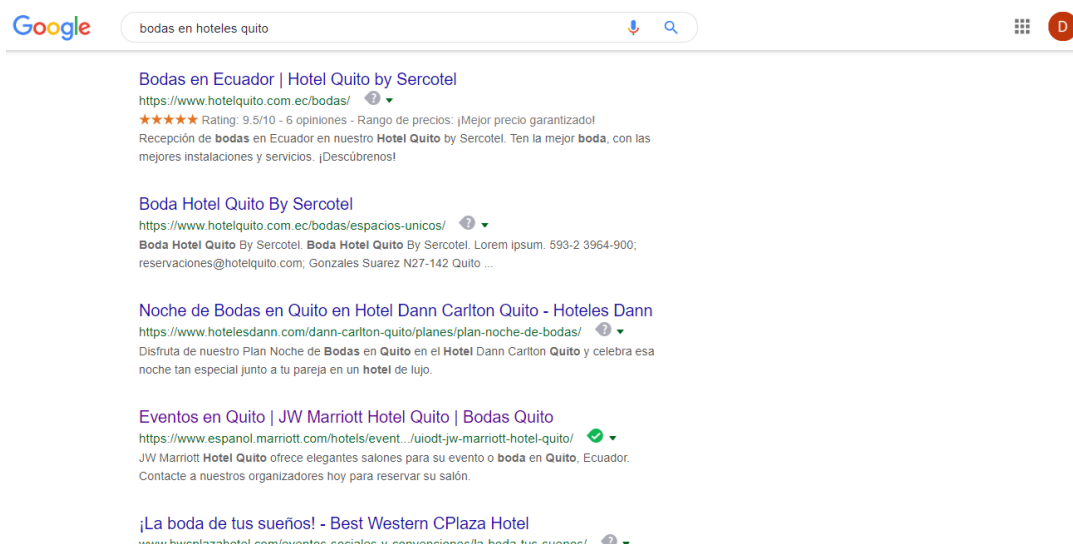 Google
bodas en hoteles quito
D
Bodas en Ecuador | Hotel Quito by Sercotel
https://www.hotelquito.com.ec/bodas/
Rating: 9.5/10 - 6 opiniones - Rango de precios: ¡Mejor precio garantizado!
Recepción de bodas en Ecuador en nuestro Hotel Quito by Sercotel. Ten la mejor boda, con las
mejores instalaciones y servicios. ¡Descúbrenos!
Boda Hotel Quito By Sercotel
https://www.hotelquito.com.ec/bodas/espacios-unicos/
Boda Hotel Quito By Sercotel. Boda Hotel Quito By Sercotel. Lorem ipsum. 593-2 3964-900;
reservaciones@hotelquito.com; Gonzales Suarez N27-142 Quito ...
Noche de Bodas en Quito en Hotel Dann Carlton Quito - Hoteles Dann
https://www.hotelesdann.com/dann-carlton-quito/planes/plan-noche-de-bodas/
Disfruta de nuestro Plan Noche de Bodas en Quito en el Hotel Dann Carlton Quito y celebra esa
noche tan especial junto a tu pareja en un hotel de lujo.
Eventos en Quito | JW Marriott Hotel Quito | Bodas Quito
https://www.espanol.marriott.com/hotels/event.../uiodt-jw-marriott-hotel-quito/
JW Marriott Hotel Quito ofrece elegantes salones para su evento o boda en Quito, Ecuador.
Contacte a nuestros organizadores hoy para reservar su salón.
¡La boda de tus sueños! - Best Western CPlaza Hotel